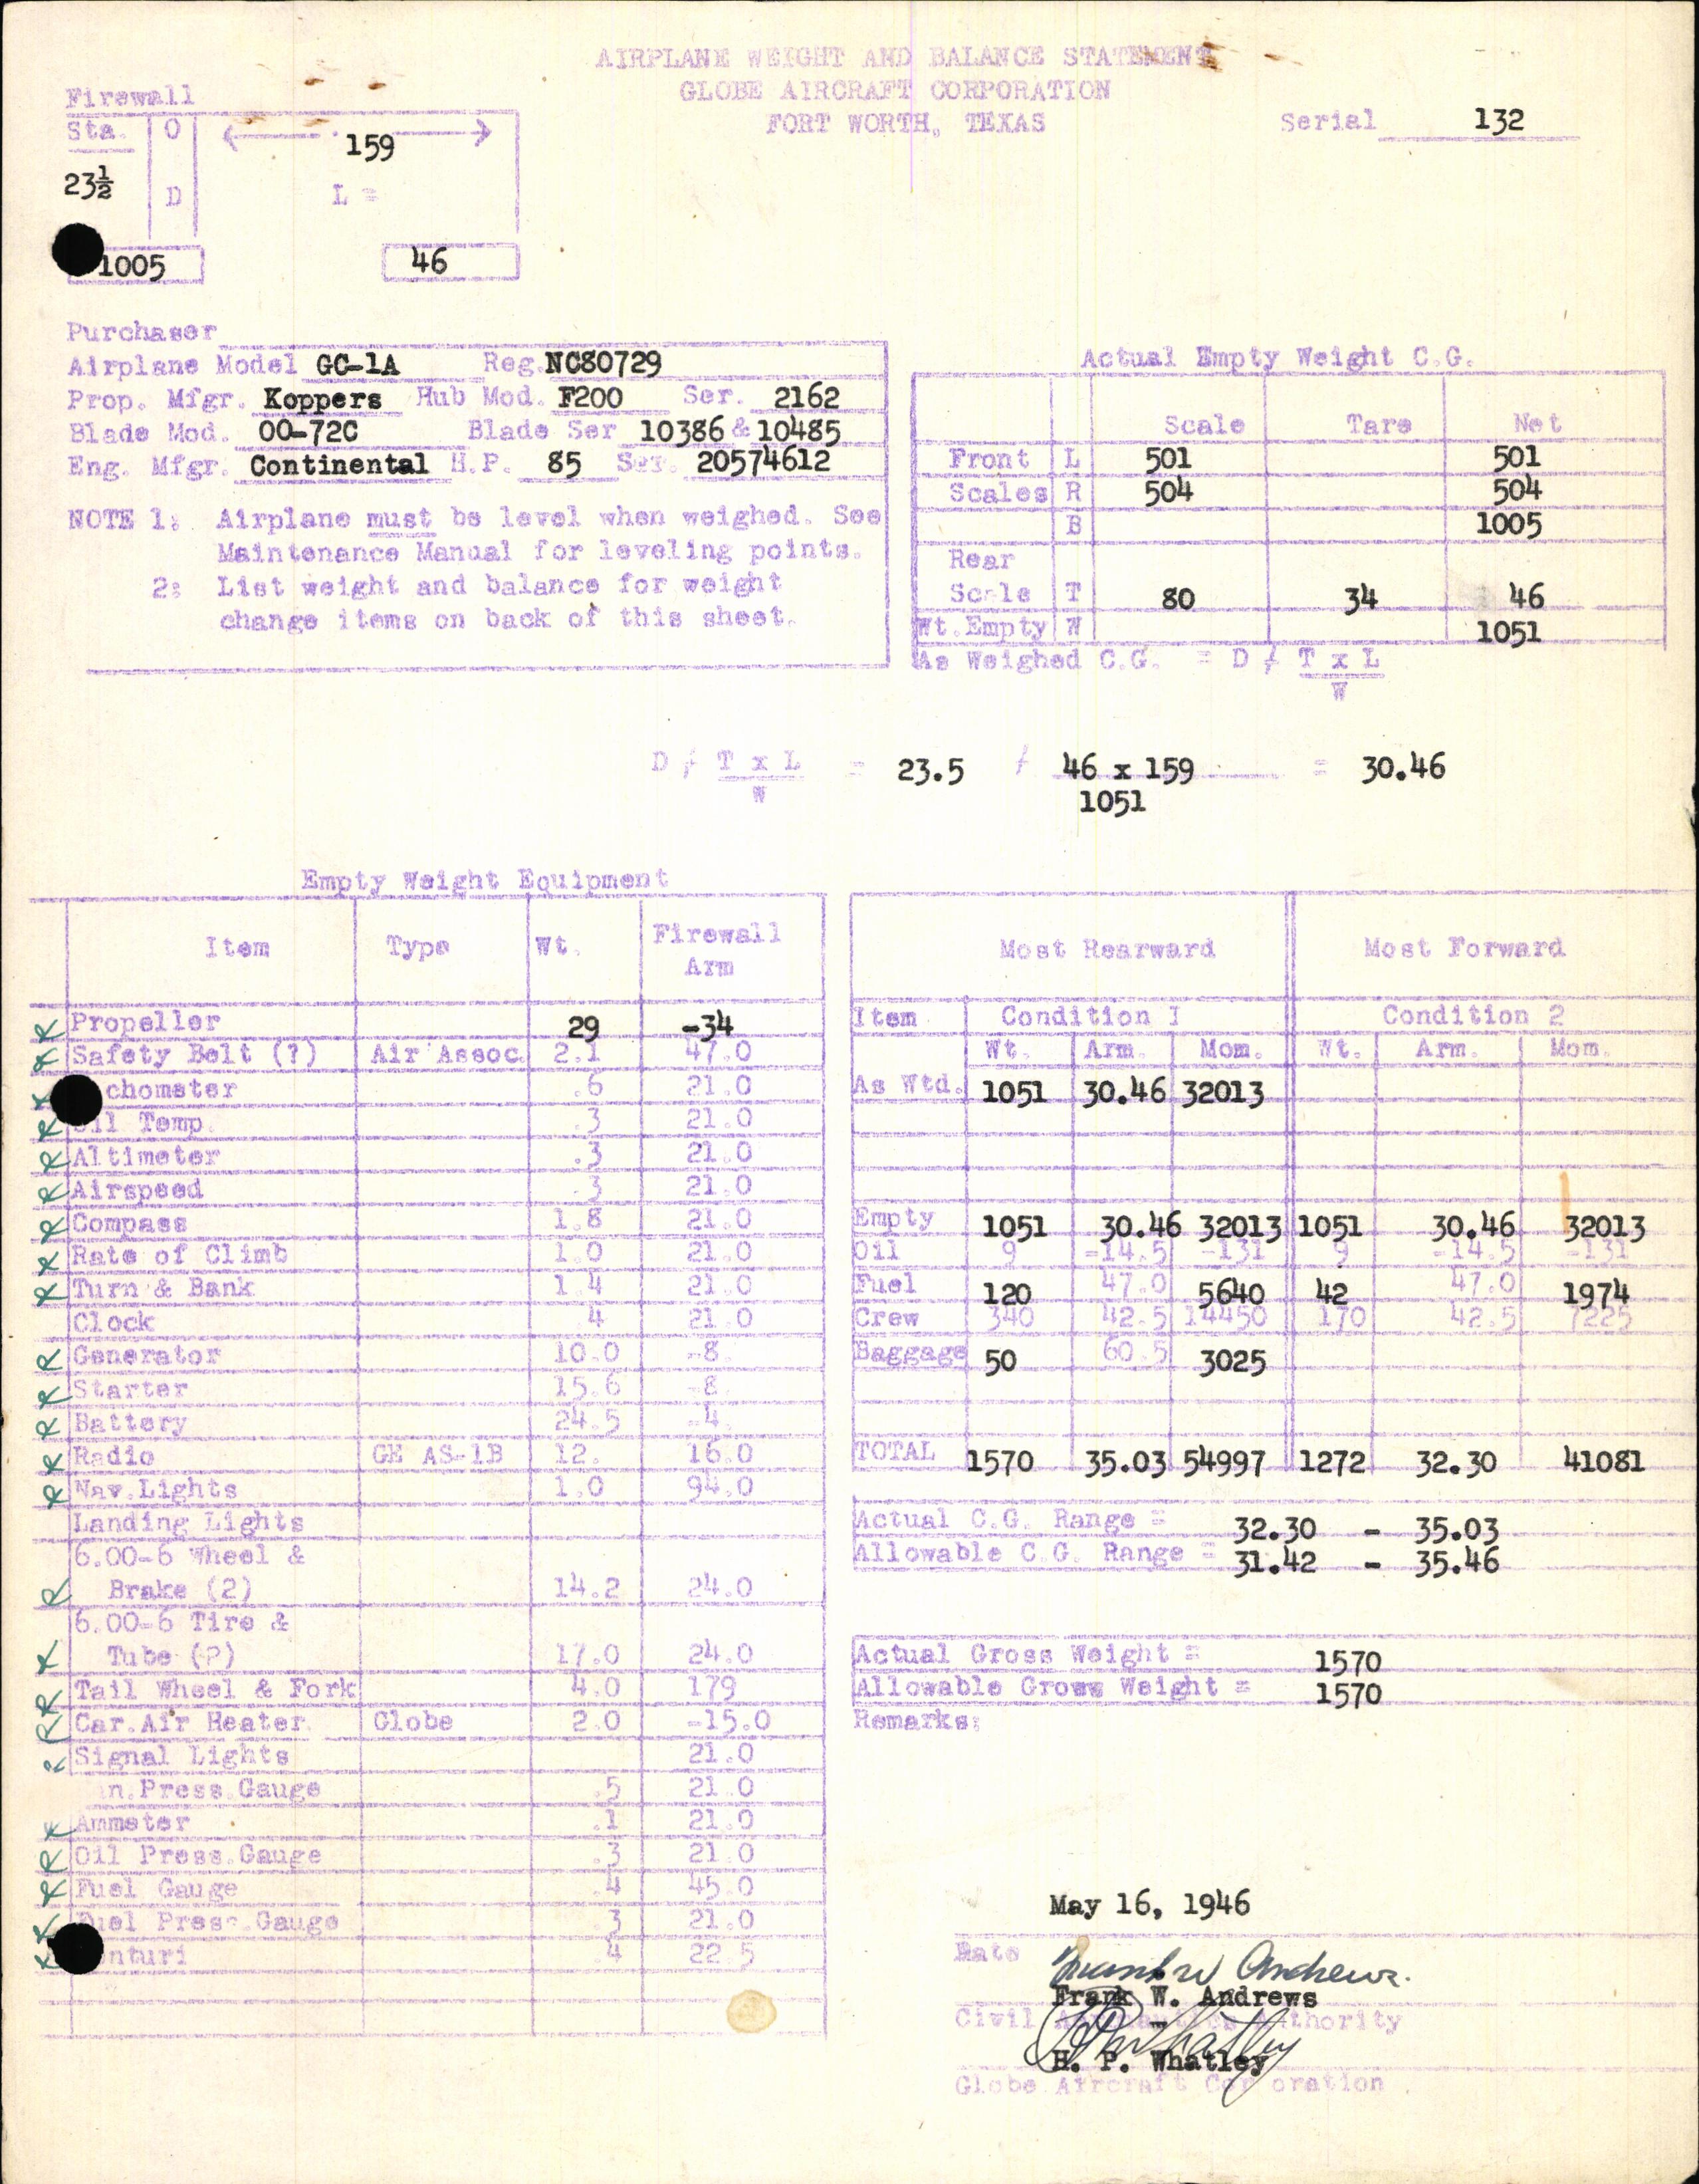 AIRPLANE WEIGHT AND BALANCE STATEMENT
GLOBE AIRCRAFT CORPORATION
FORT WORTH, TEXAS
Serial 132
Firewall
Sta. O 159
23½ D L =
1005 46
Purchaser
Airplane Model GC-1A Reg. NC80729
Prop. Mfgr. Koppers Hub Mod. F200 Ser. 2162
Blade Mod. 00-72C Blade Ser 10386 & 10485
Eng. Mfgr. Continental H.P. 85 Ser. 20574612
NOTE 1: Airplane must be level when weighed. See
Maintenance Manual for leveling points.
2: List weight and balance for weight
change items on back of this sheet.
Actual Empty Weight C.G.
Scale Tare Net
Front L 501 501
Scales R 504 504
B 1005
Rear
Scale T 80 34 46
Wt. Empty W 1051
As Weighed C.G. = D + T x L
W
D + T x L = 23.5 + 46 x 159 = 30.46
W 1051
Empty Weight Equipment
Item Type Wt. Firewall
Arm
R Propeller 29 -34
R Safety Belt (?) Air Assoc. 2.1 47.0
R chometer .6 21.0
R il Temp. .3 21.0
R Altimeter .3 21.0
R Airspeed .3 21.0
R Compass 1.8 21.0
R Rate of Climb 1.0 21.0
R Turn & Bank 1.4 21.0
Clock .4 21.0
R Generator 10.0 -8.
R Starter 15.6 -8.
R Battery 24.5 -4.
R Radio GE AS-1B 12. 16.0
R Nav. Lights 1.0 94.0
Landing Lights
6.00-6 Wheel &
R Brake (2) 14.2 24.0
6.00-6 Tire &
R Tube (2) 17.0 24.0
R Tail Wheel & Fork 4.0 179
R Car. Air Heater Globe 2.0 -15.0
R Signal Lights 21.0
n. Press. Gauge .5 21.0
R Ammeter .1 21.0
R Oil Press. Gauge .3 21.0
R Fuel Gauge .4 45.0
R Fuel Press. Gauge .3 21.0
R enturi .4 22.5
Most Rearward Most Forward
Item Condition I Condition 2
Wt. Arm. Mom. Wt. Arm. Mom.
As Wtd. 1051 30.46 32013
Empty 1051 30.46 32013 1051 30.46 32013
Oil 9 -14.5 -131 9 -14.5 -131
Fuel 120 47.0 5640 42 47.0 1974
Crew 340 42.5 14450 170 42.5 7225
Baggage 50 60.5 3025
TOTAL 1570 35.03 54997 1272 32.30 41081
Actual C.G. Range = 32.30 - 35.03
Allowable C.G. Range = 31.42 - 35.46
Actual Gross Weight = 1570
Allowable Gross Weight = 1570
Remarks:
May 16, 1946
Date
Frank W. Andrews
Frank W. Andrews
Civil Aeronautics Authority
H. P. Whatley
H. P. Whatley
Globe Aircraft Corporation